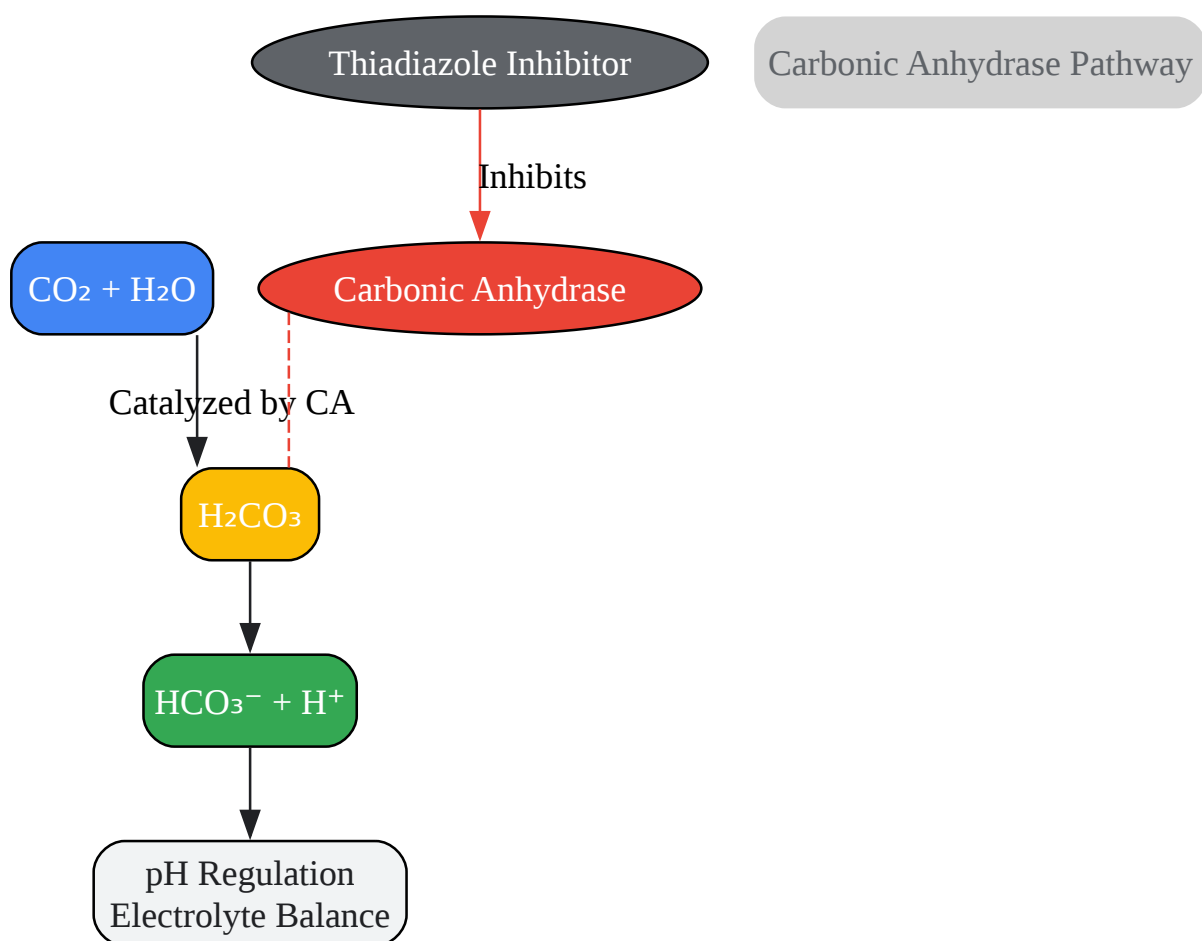 Thiadiazole Inhibitor
Carbonic Anhydrase Pathway
Inhibits
CO₂ + H₂O
Carbonic Anhydrase
Catalyzed by CA
H₂CO₃
HCO₃⁻ + H⁺
pH Regulation
Electrolyte Balance